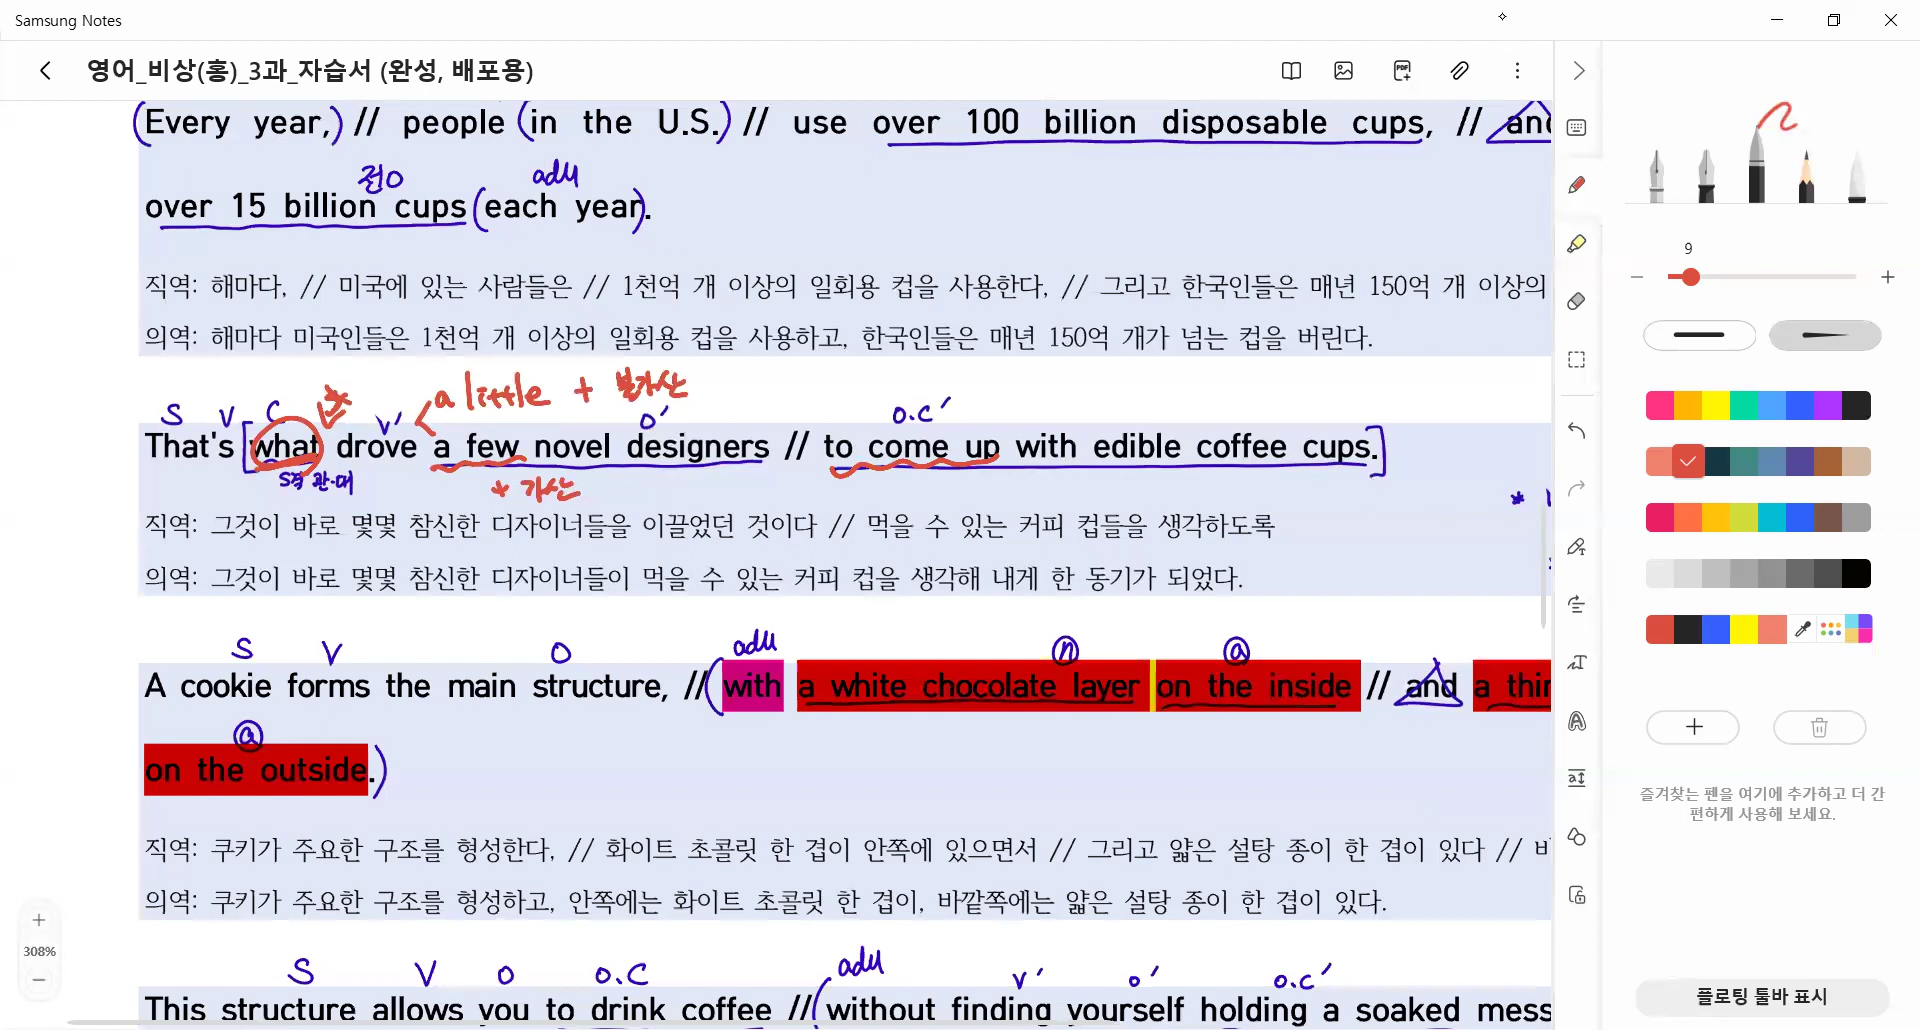 Samsung Notes
영어_비상(홍)_3과_자습서 (완성, 배포용)
(Every year,) // people (in the U.S.) // use over 100 billion disposable cups, // and
전O adu
over 15 billion cups (each year).
직역: 해마다, // 미국에 있는 사람들은 // 1천억 개 이상의 일회용 컵을 사용한다, // 그리고 한국인들은 매년 150억 개 이상의
의역: 해마다 미국인들은 1천억 개 이상의 일회용 컵을 사용하고, 한국인들은 매년 150억 개가 넘는 컵을 버린다.
a little + 불가산
S V C V' O' O.C'
That's [what drove a few novel designers // to come up with edible coffee cups.]
S격 관·대 * 가산
직역: 그것이 바로 몇몇 참신한 디자이너들을 이끌었던 것이다 // 먹을 수 있는 커피 컵들을 생각하도록
의역: 그것이 바로 몇몇 참신한 디자이너들이 먹을 수 있는 커피 컵을 생각해 내게 한 동기가 되었다.
S V O adu ⓝ ⓐ
A cookie forms the main structure, // (with a white chocolate layer on the inside // and a thin
ⓐ
on the outside.)
직역: 쿠키가 주요한 구조를 형성한다, // 화이트 초콜릿 한 겹이 안쪽에 있으면서 // 그리고 얇은 설탕 종이 한 겹이 있다 //
의역: 쿠키가 주요한 구조를 형성하고, 안쪽에는 화이트 초콜릿 한 겹이, 바깥쪽에는 얇은 설탕 종이 한 겹이 있다.
S V O O.C adu V' O' O.C'
This structure allows you to drink coffee // (without finding yourself holding a soaked mess
308%
9
즐겨찾는 펜을 여기에 추가하고 더 간
편하게 사용해 보세요.
플로팅 툴바 표시